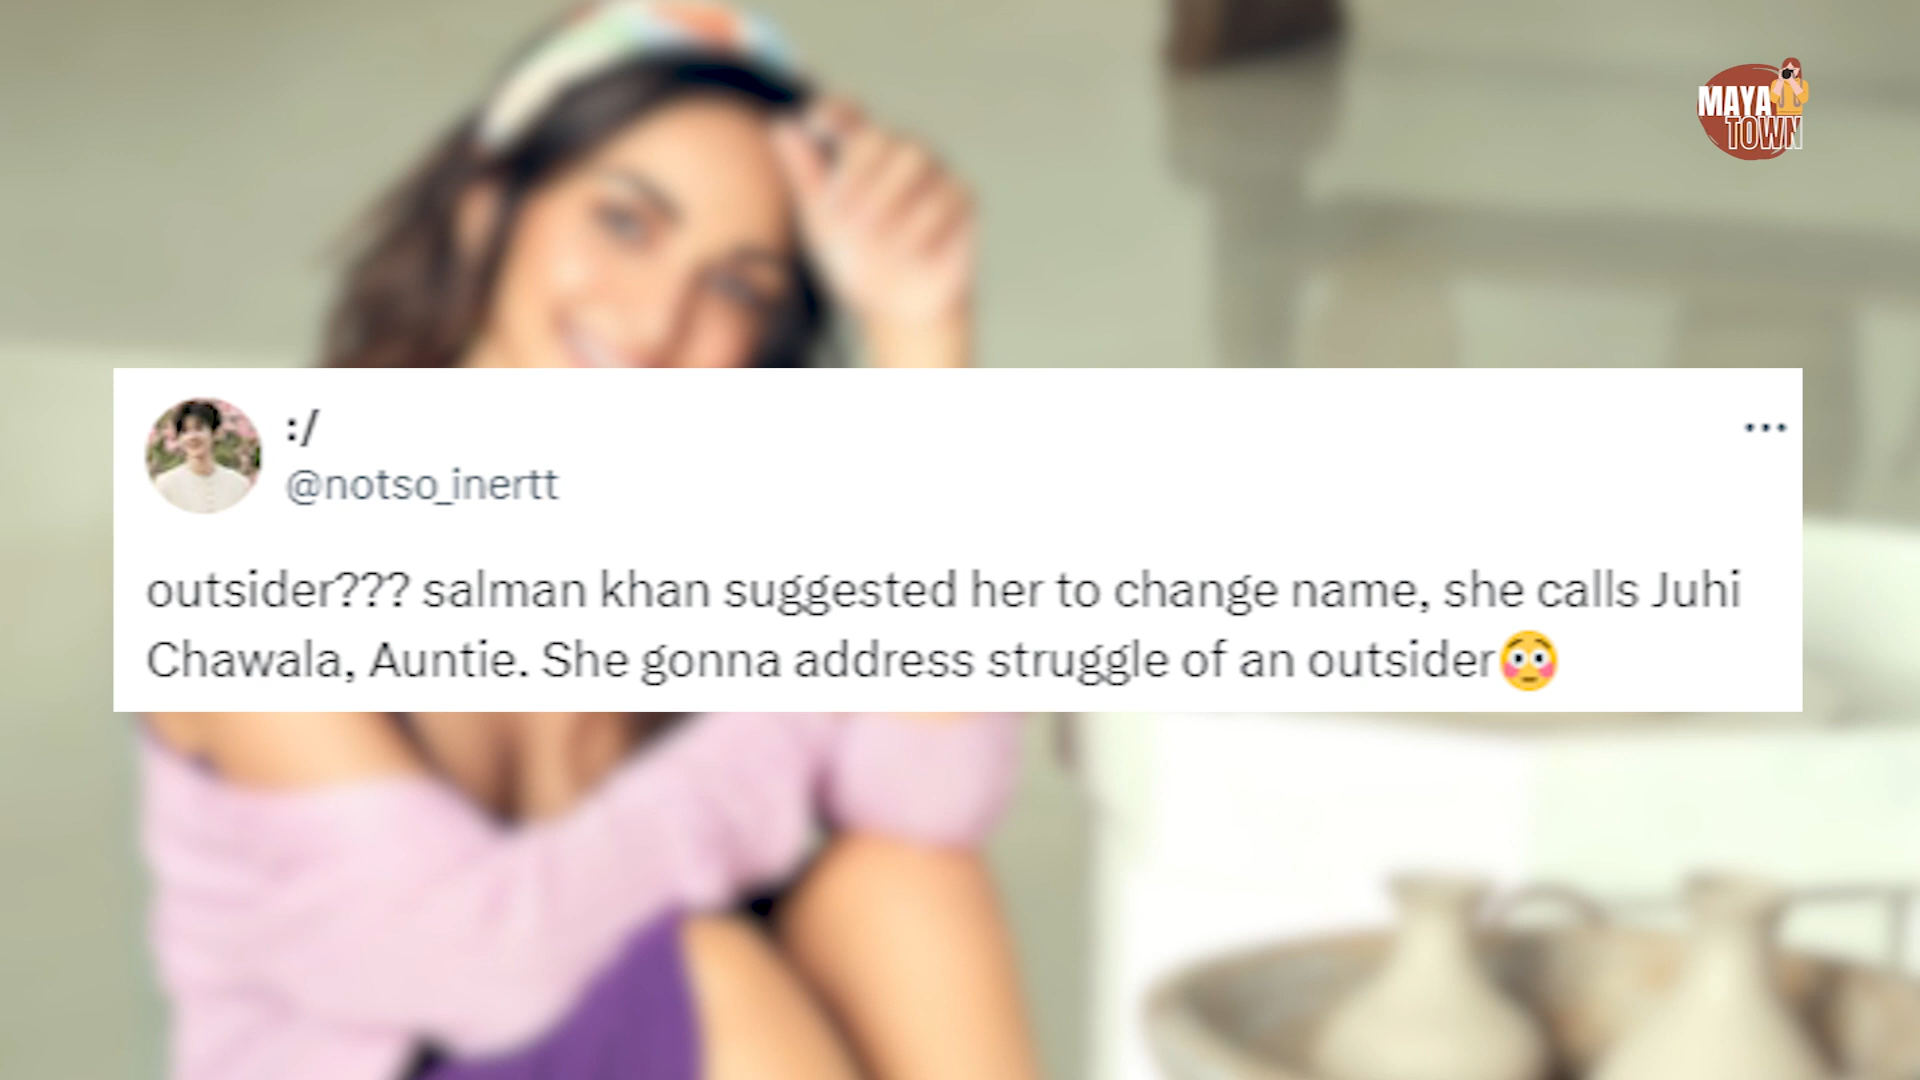 MAYA
TOWN
:/
@notso_inertt
outsider??? salman khan suggested her to change name, she calls Juhi
Chawala, Auntie. She gonna address struggle of an outsider😳